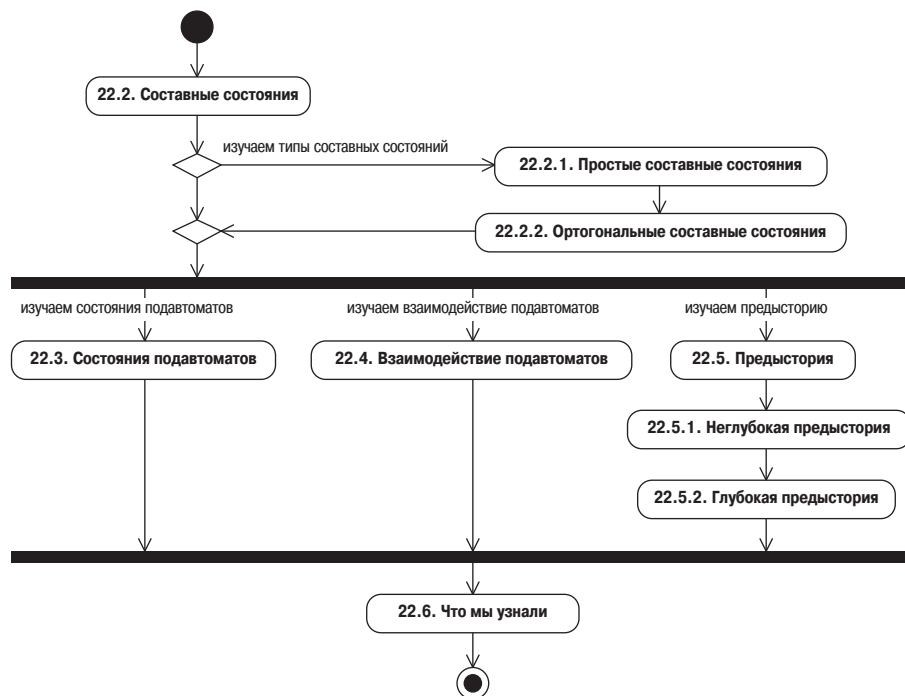 22.2. Составные состояния
изучаем типы составных состояний
22.2.1. Простые составные состояния
22.2.2. Ортогональные составные состояния
изучаем состояния подавтоматов
изучаем взаимодействие подавтоматов
изучаем предысторию
22.3. Состояния подавтоматов
22.4. Взаимодействие подавтоматов
22.5. Предыстория
22.5.1. Неглубокая предыстория
22.5.2. Глубокая предыстория
22.6. Что мы узнали